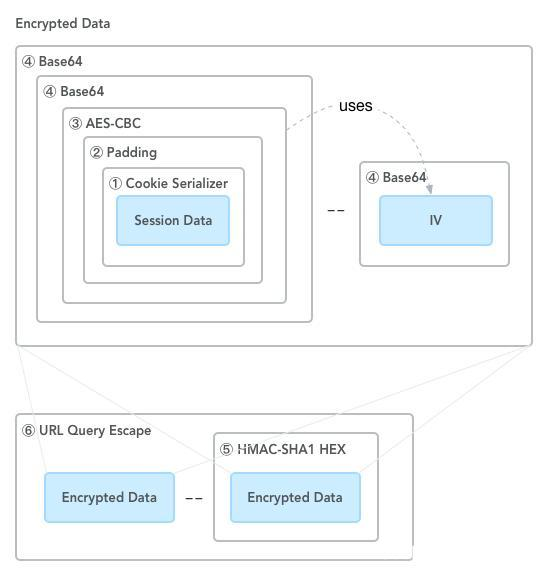 Encrypted Data
④ Base64
④ Base64
③ AES-CBC
uses
② Padding
① Cookie Serializer
④ Base64
Session Data
--
IV
⑥ URL Query Escape
⑤ HMAC-SHA1 HEX
Encrypted Data
--
Encrypted Data